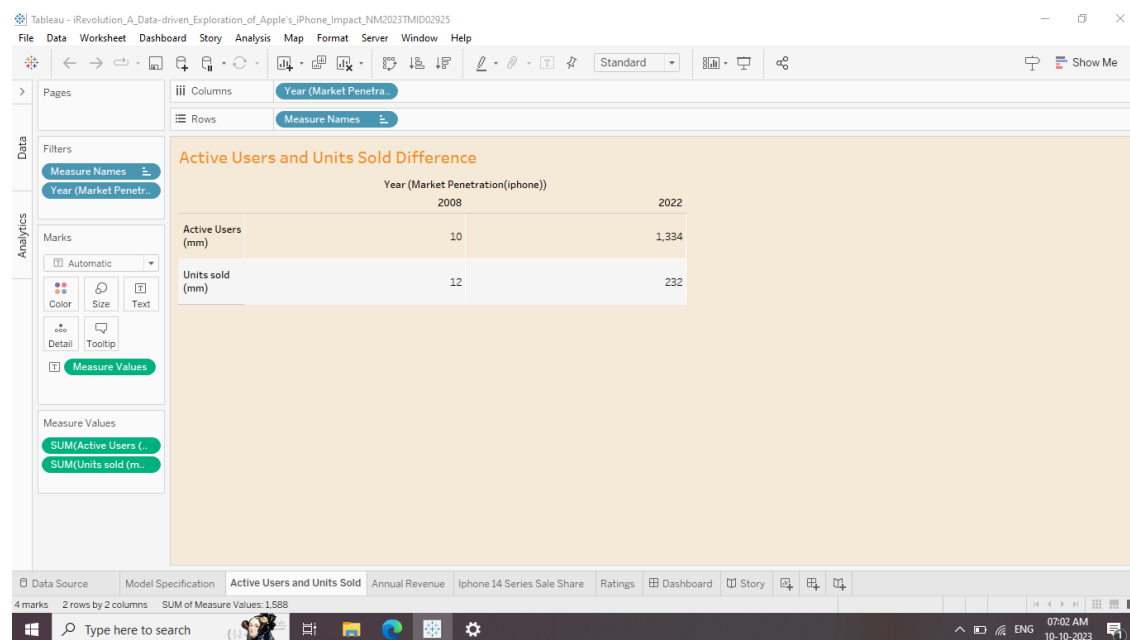 Tableau - iRevolution_A_Data-driven_Exploration_of_Apple's_iPhone_Impact_NM2023TMID02925
File Data Worksheet Dashboard Story Analysis Map Format Server Window Help
Standard
Show Me
Pages
Columns
Year (Market Penetra..
Rows
Measure Names
Data
Analytics
Filters
Measure Names
Year (Market Penetr..
Marks
Automatic
Color Size Text
Detail Tooltip
Measure Values
Measure Values
SUM(Active Users (..
SUM(Units sold (m..
Active Users and Units Sold Difference
Year (Market Penetration(iphone))
2008 2022
Active Users
(mm) 10 1,334
Units sold
(mm) 12 232
Data Source Model Specification Active Users and Units Sold Annual Revenue Iphone 14 Series Sale Share Ratings Dashboard Story
4 marks 2 rows by 2 columns SUM of Measure Values: 1,588
Type here to search
ENG
07:02 AM
10-10-2023
1